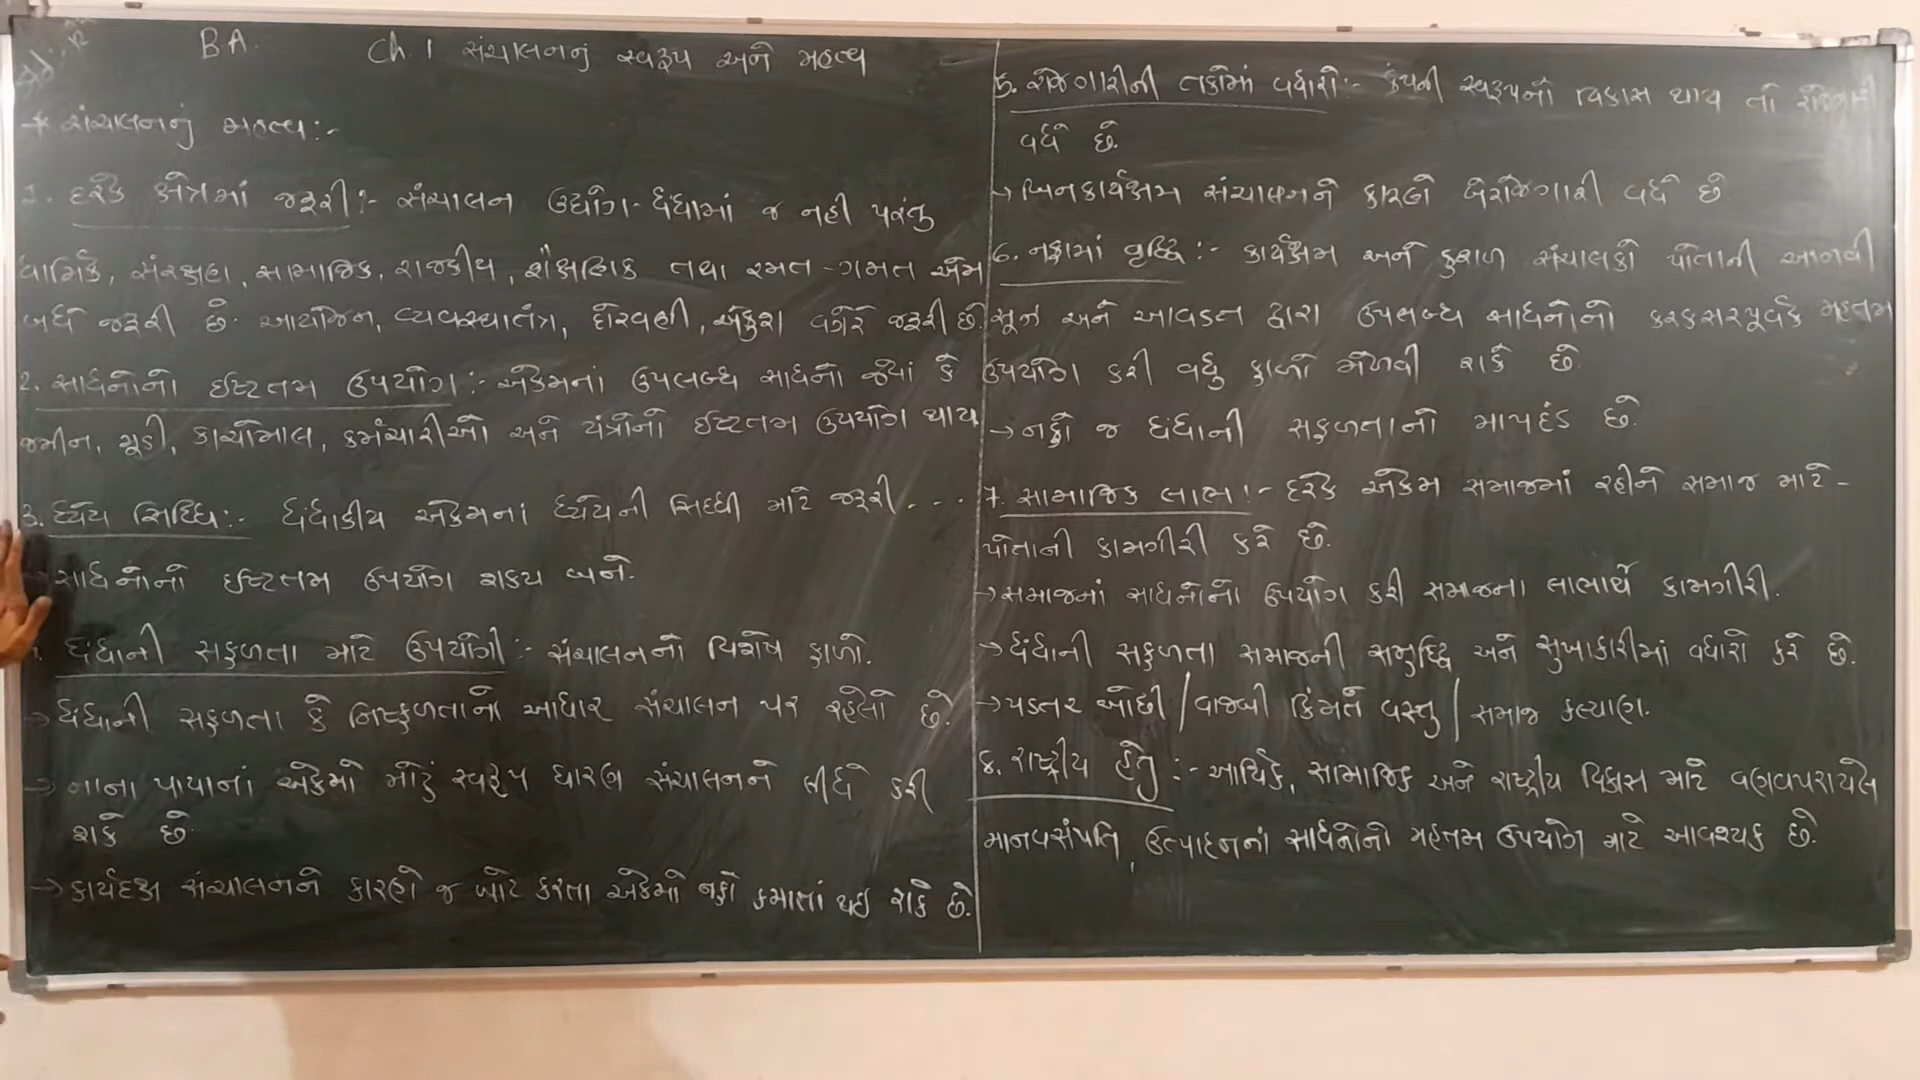 BA.
Ch 1 સંચાલનનું સ્વરૂપ અને મહત્વ
* સંચાલનનું મહત્વ:-
1. દરેક ક્ષેત્રમાં જરૂરી:- સંચાલન ઉદ્યોગ-ધંધામાં જ નહી પરંતુ
ધાર્મિક, સંરક્ષણ, સામાજિક, રાજકીય, શૈક્ષણિક તથા રમત-ગમત એમ
બધે જરૂરી છે. આયોજન, વ્યવસ્થાતંત્ર, દોરવણી, અંકુશ વગેરે જરૂરી છે.
2. સાધનોનો ઈષ્ટતમ ઉપયોગ:- એકમનાં ઉપલબ્ધ સાધનો જેવાં કે
જમીન, મૂડી, કાચોમાલ, કર્મચારીઓ અને યંત્રોનો ઈષ્ટતમ ઉપયોગ થાય
3. ધ્યેય સિધ્ધિ:- ધંધાકીય એકમનાં ધ્યેયની સિધ્ધી માટે જરૂરી....
સાધનોનો ઈષ્ટતમ ઉપયોગ શક્ય બને.
ધંધાની સફળતા માટે ઉપયોગી:- સંચાલનનો વિશેષ ફાળો.
→ ધંધાની સફળતા કે નિષ્ફળતાનો આધાર સંચાલન પર રહેલો છે.
→ નાના પાયાનાં એકમો મોટું સ્વરૂપ ધારણ સંચાલનને લીધે કરી
શકે છે.
→ કાર્યદક્ષ સંચાલનને કારણે જ ખોટ કરતા એકમો નફો કમાતાં થઈ શકે છે.
5. રોજગારીની તકોમાં વધારો:- કંપની સ્વરૂપનો વિકાસ થાય તો
વધે છે.
→ બિનકાર્યક્ષમ સંચાલનને કારણે બેરોજગારી વધે છે.
6. નફામાં વૃદ્ધિ:- કાર્યક્ષમ અને કુશળ સંચાલકો પોતાની આગવી
સૂઝ અને આવડત દ્વારા ઉપલબ્ધ સાધનોનો કરકસરપૂર્વક મહત્તમ
ઉપયોગ કરી વધુ ફાળો મેળવી શકે છે.
→ નફો જ ધંધાની સફળતાનો માપદંડ છે.
7. સામાજિક લાભ:- દરેક એકમ સમાજમાં રહીને સમાજ માટે -
પોતાની કામગીરી કરે છે.
→ સમાજનાં સાધનોનો ઉપયોગ કરી સમાજના લાભાર્થે કામગીરી.
→ ધંધાની સફળતા સમાજની સમૃધ્ધિ અને સુખાકારીમાં વધારો કરે છે.
→ પડતર ઓછી / વાજબી કિંમતે વસ્તુ / સમાજ કલ્યાણ.
૪. રાષ્ટ્રીય હેતુ:- આર્થિક, સામાજિક અને રાષ્ટ્રીય વિકાસ માટે વણવપરાયેલ
માનવસંપતિ, ઉત્પાદનનાં સાધનોનો મહત્તમ ઉપયોગ માટે આવશ્યક છે.